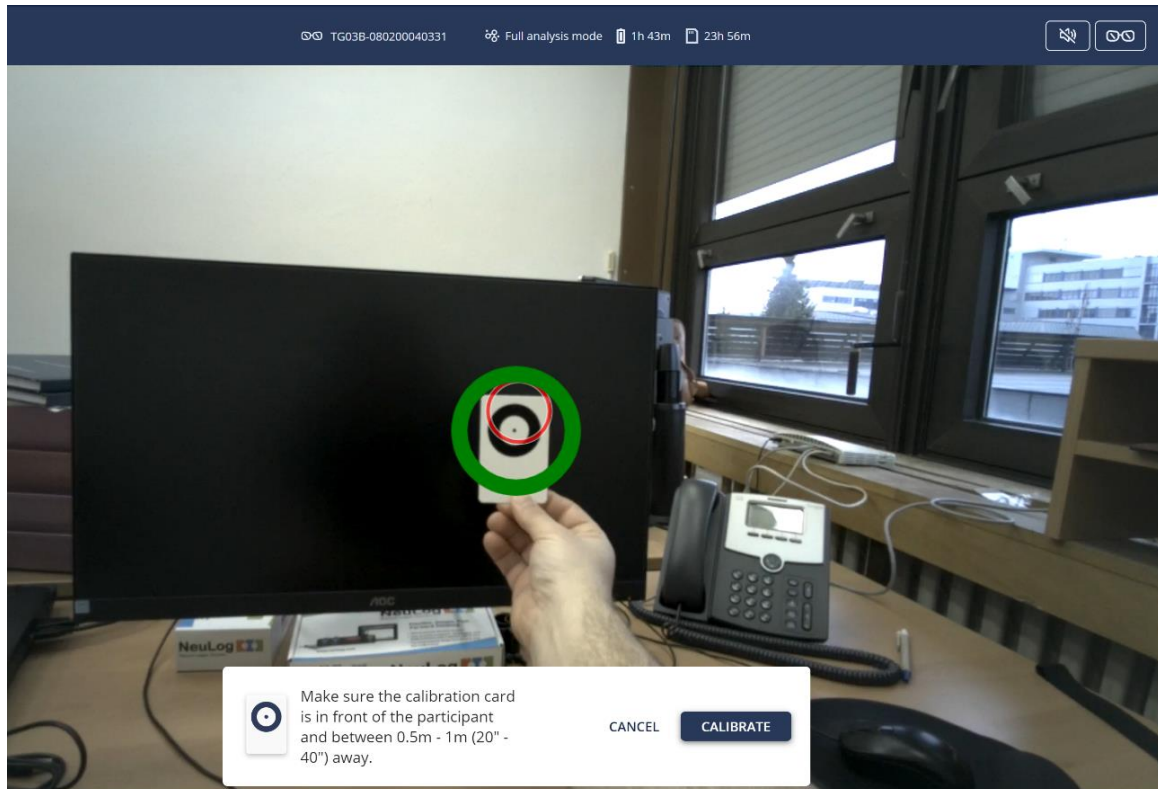 TG03B-080200040331
Full analysis mode
1h 43m
23h 56m
AOC
NeuLog
NeuLog
Make sure the calibration card
is in front of the participant
and between 0.5m - 1m (20" -
40") away.
CANCEL
CALIBRATE